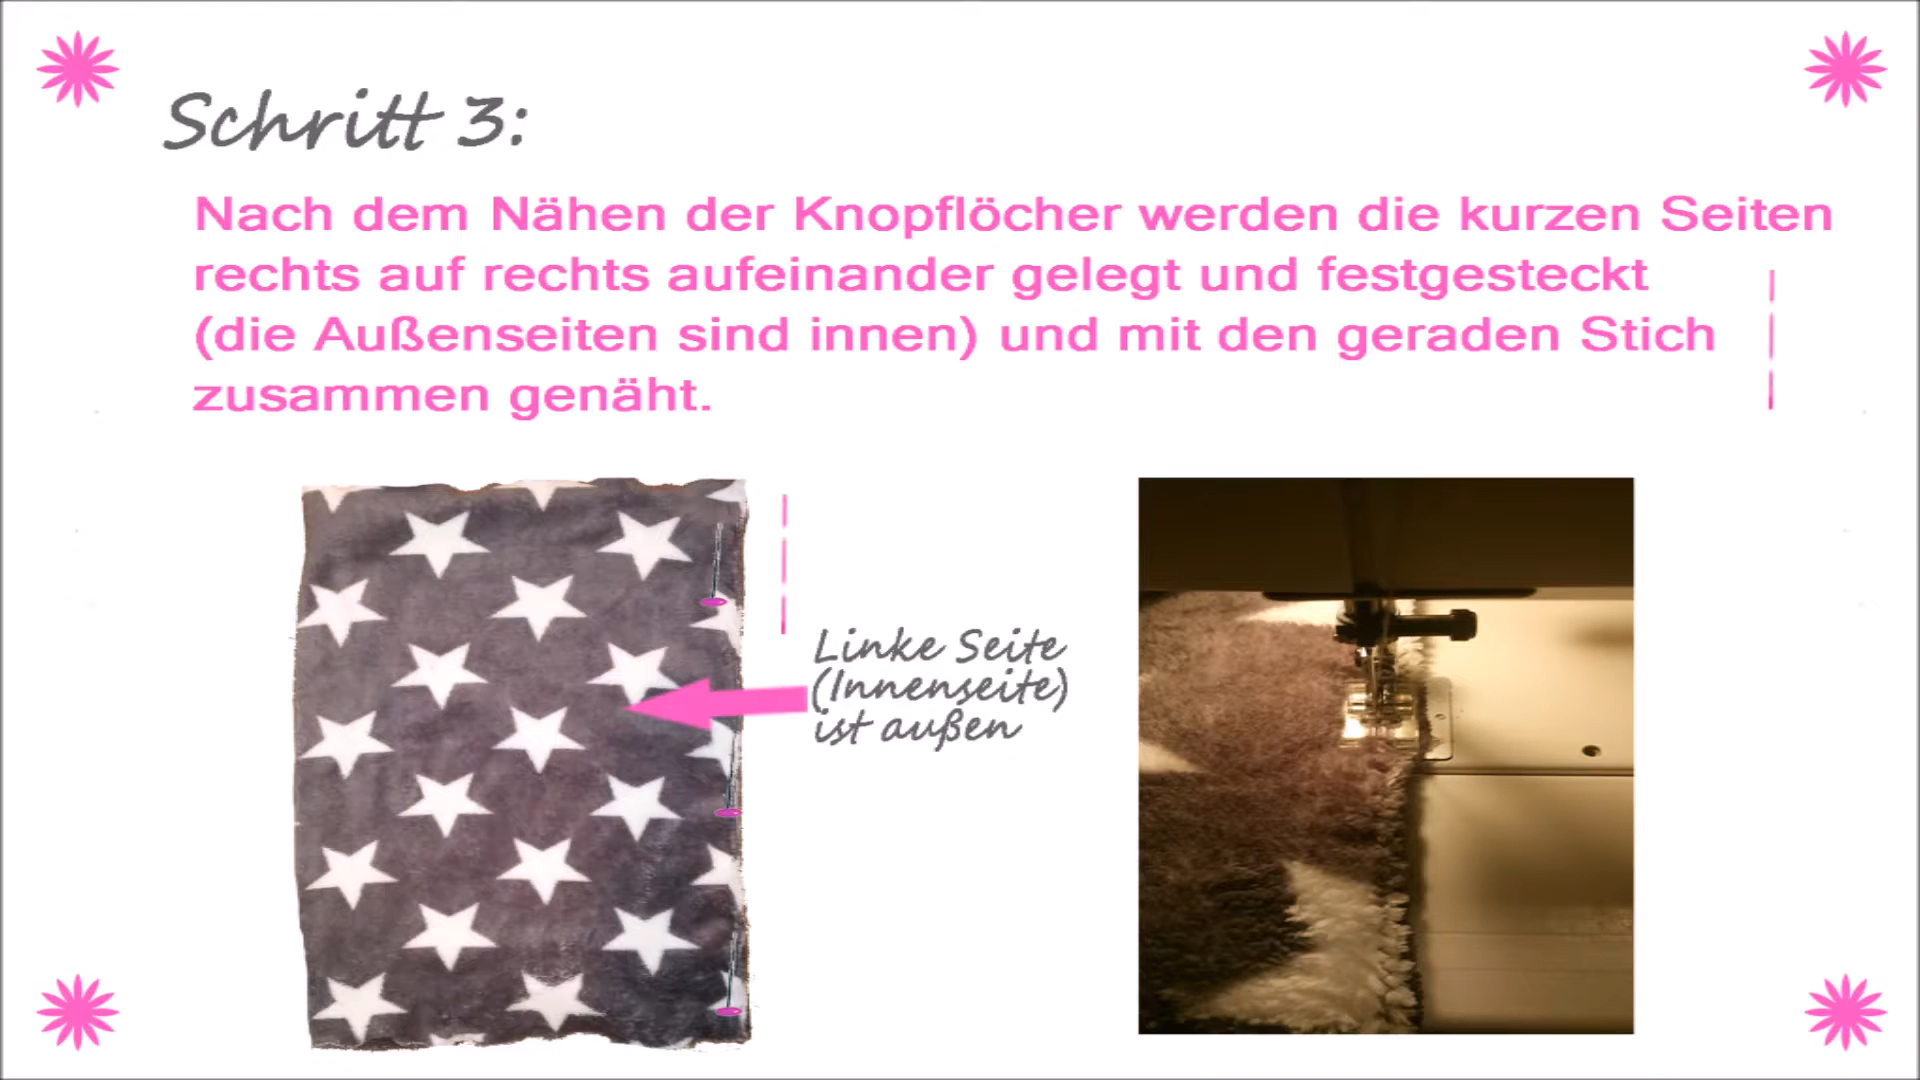 Schritt 3:
Nach dem Nähen der Knopflöcher werden die kurzen Seiten
rechts auf rechts aufeinander gelegt und festgesteckt
(die Außenseiten sind innen) und mit den geraden Stich
zusammen genäht.
Linke Seite
(Innenseite)
ist außen